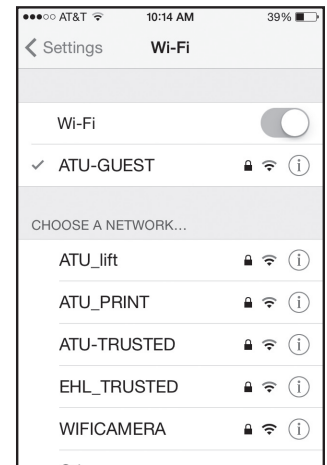 AT&T 10:14 AM 39%
Settings Wi-Fi
Wi-Fi
ATU-GUEST
CHOOSE A NETWORK...
ATU_lift
ATU_PRINT
ATU-TRUSTED
EHL_TRUSTED
WIFICAMERA